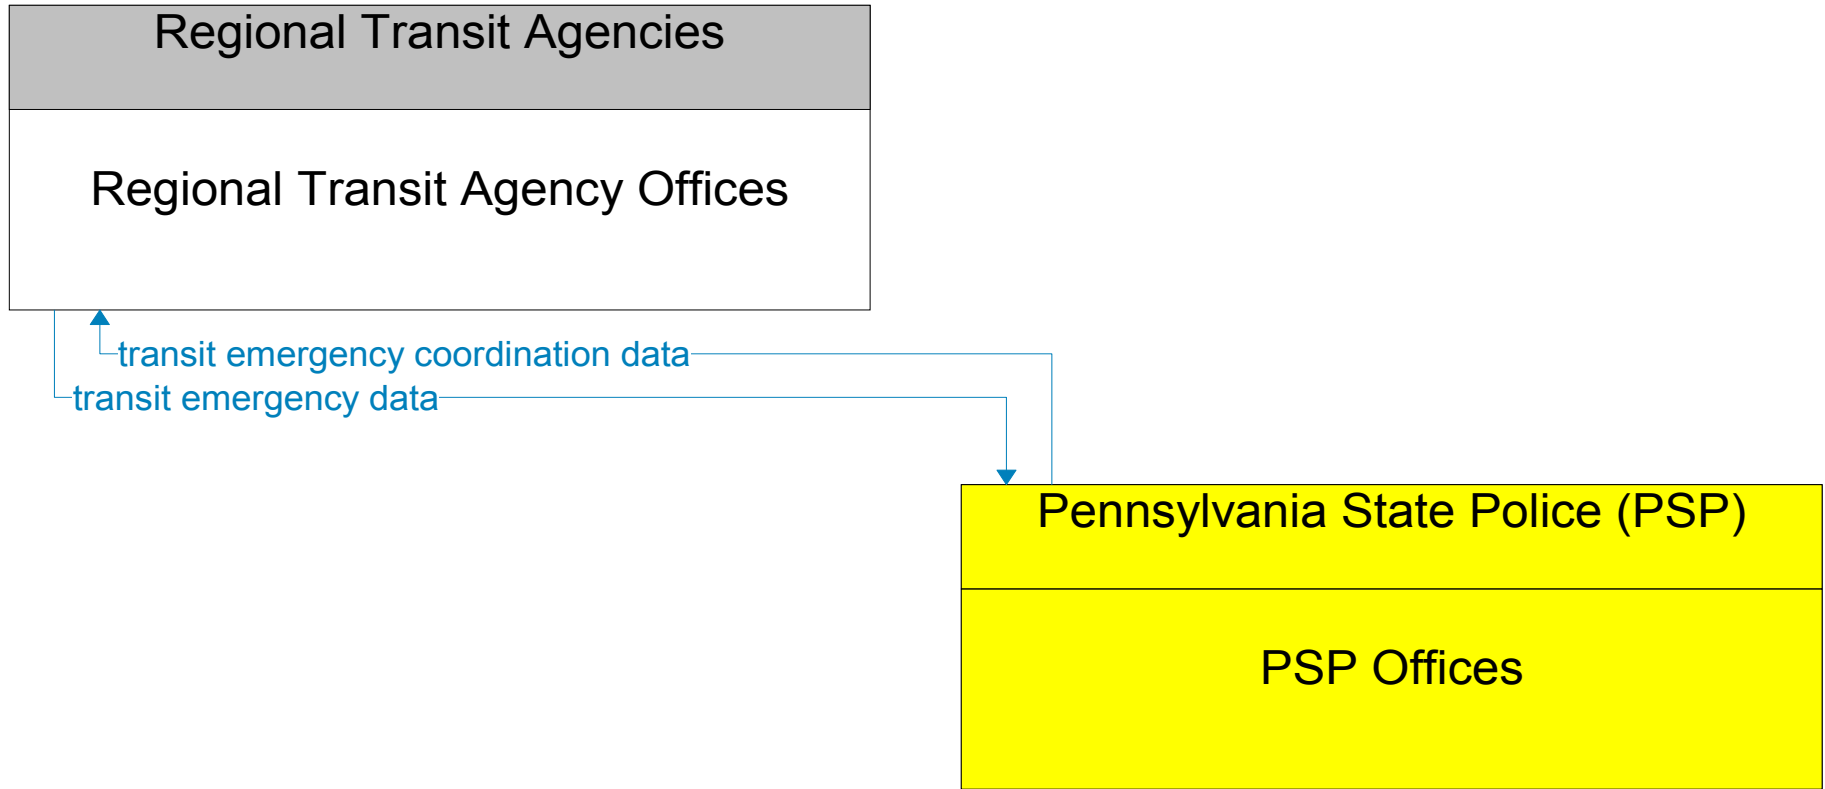 Regional Transit Agencies
Regional Transit Agency Offices
transit emergency coordination data
transit emergency data
Pennsylvania State Police (PSP)
PSP Offices